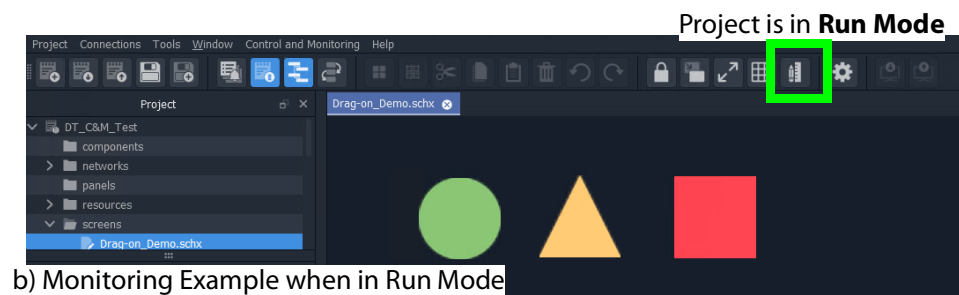 Project is in Run Mode
Project Connections Tools Window Control and Monitoring Help
Project
Drag-on_Demo.schx
DT_C&M_Test
components
networks
panels
resources
screens
Drag-on_Demo.schx
b) Monitoring Example when in Run Mode